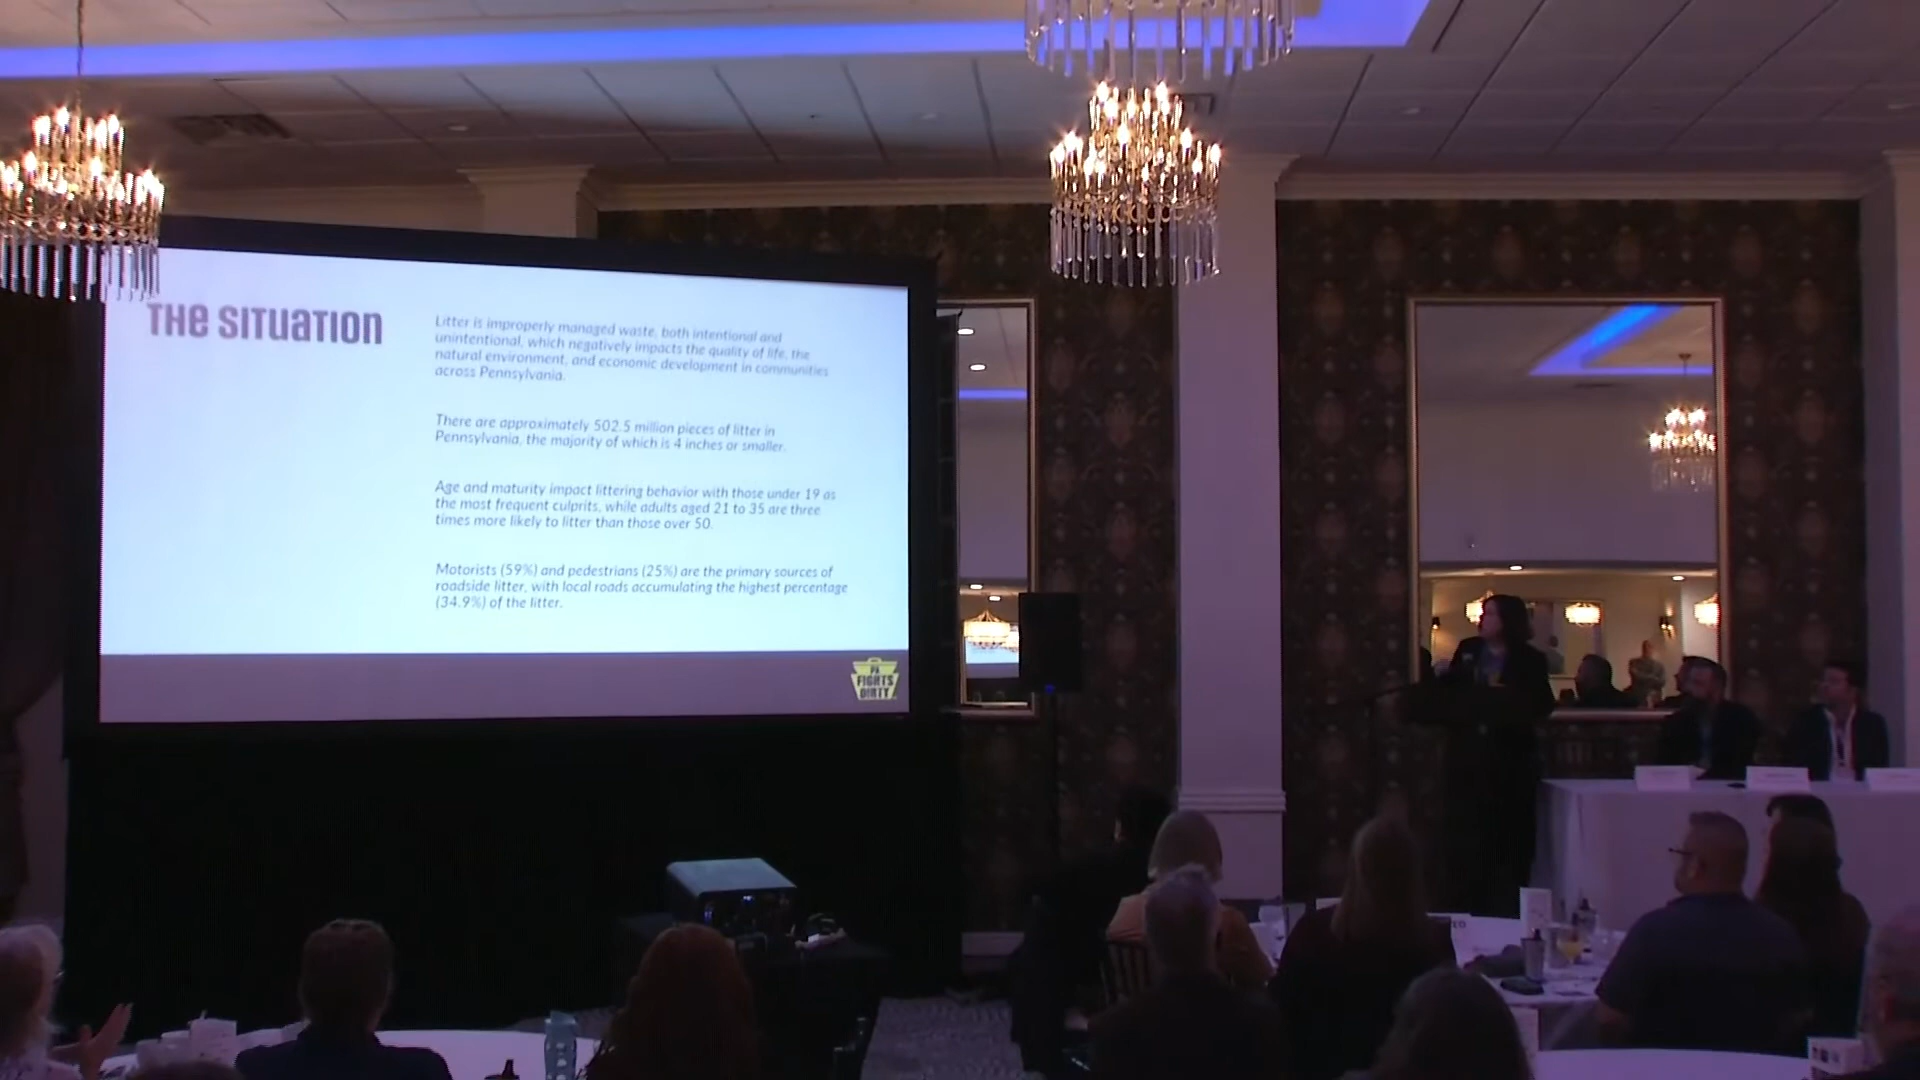 THE SITUATION
Litter is improperly managed waste, both intentional and
unintentional, which negatively impacts the quality of life, the
natural environment, and economic development in communities
across Pennsylvania.
There are approximately 502.5 million pieces of litter in
Pennsylvania, the majority of which is 4 inches or smaller.
Age and maturity impact littering behavior with those under 19 as
the most frequent culprits, while adults aged 21 to 35 are three
times more likely to litter than those over 50.
Motorists (59%) and pedestrians (25%) are the primary sources of
roadside litter, with local roads accumulating the highest percentage
(34.9%) of the litter.
PA
FIGHTS
DIRTY